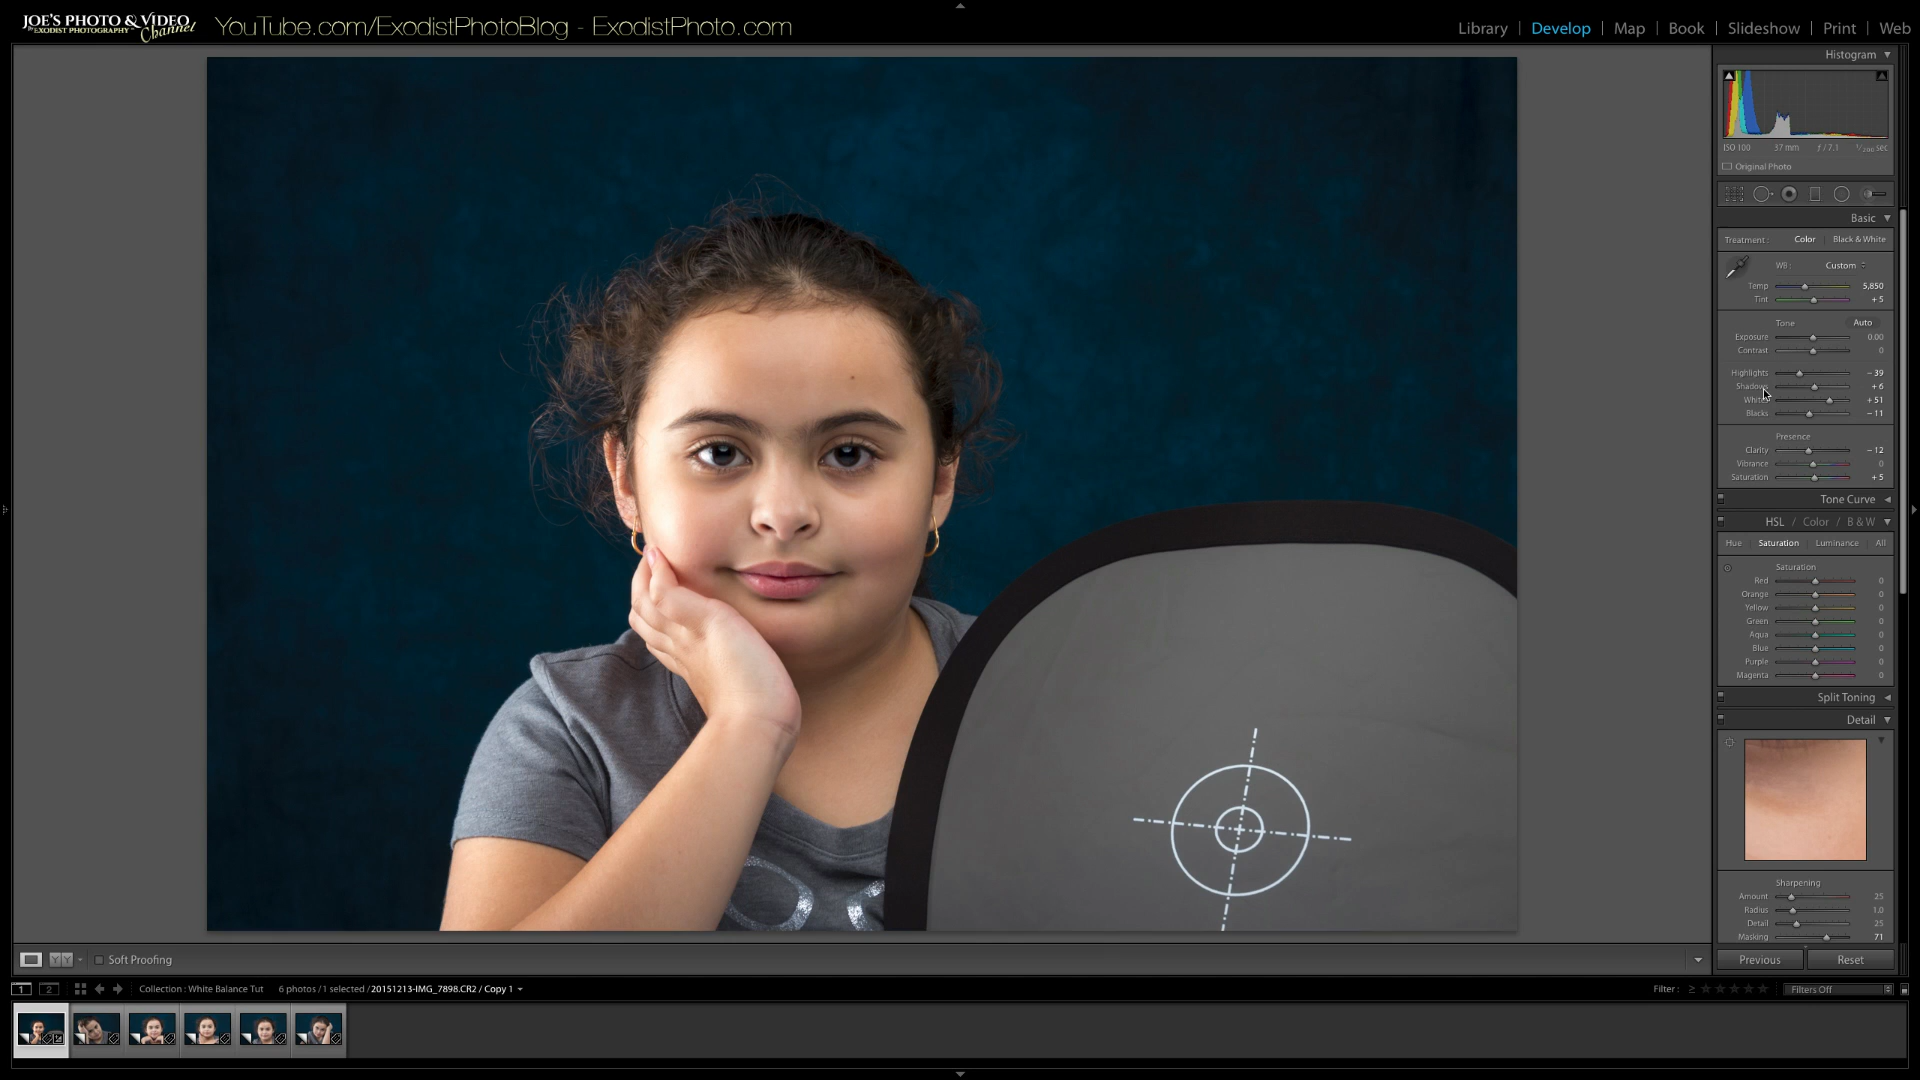 JOE'S PHOTO & VIDEO
By EXODIST PHOTOGRAPHY Channel
YouTube.com/ExodistPhotoBlog - ExodistPhoto.com
Library | Develop | Map | Book | Slideshow | Print | Web
Histogram
ISO 100 37 mm ƒ / 7.1 1/200 sec
Original Photo
Basic
Treatment : Color Black & White
WB : Custom
Temp 5,850
Tint + 5
Tone Auto
Exposure 0.00
Contrast 0
Highlights − 39
Shadows + 6
Whites + 51
Blacks − 11
Presence
Clarity − 12
Vibrance 0
Saturation + 5
Tone Curve
HSL / Color / B & W
Hue Saturation Luminance All
Saturation
Red 0
Orange 0
Yellow 0
Green 0
Aqua 0
Blue 0
Purple 0
Magenta 0
Split Toning
Detail
Sharpening
Amount 25
Radius 1.0
Detail 25
Masking 71
Previous Reset
Y Y Soft Proofing
1 2 Collection : White Balance Tut 6 photos / 1 selected / 20151213-IMG_7898.CR2 / Copy 1 Filter : ≥ Filters Off